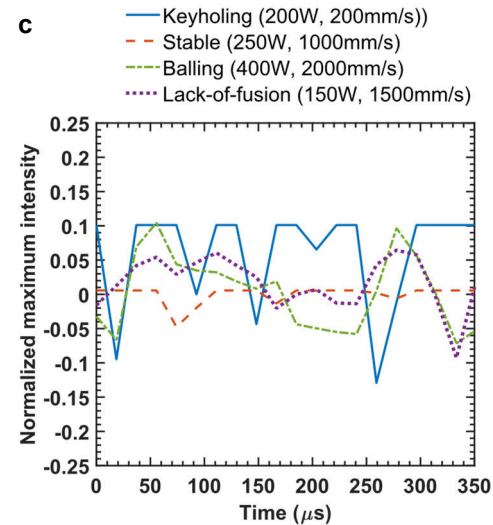 c
Keyholing (200W, 200mm/s))
Stable (250W, 1000mm/s)
Balling (400W, 2000mm/s)
Lack-of-fusion (150W, 1500mm/s)
Normalized maximum intensity
0.25
0.2
0.15
0.1
0.05
0
-0.05
-0.1
-0.15
-0.2
-0.25
0 50 100 150 200 250 300 350
Time (μs)